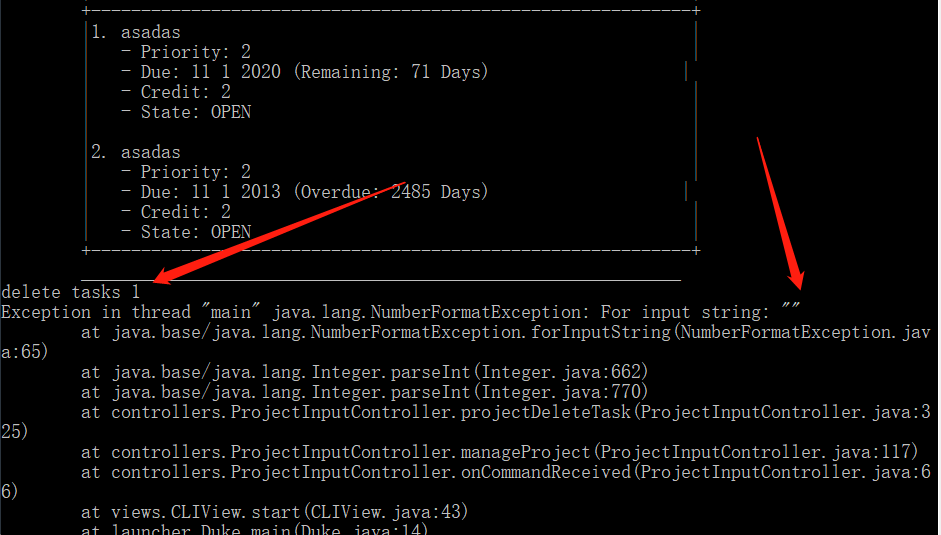 1. asadas
- Priority: 2
- Due: 11 1 2020 (Remaining: 71 Days)
- Credit: 2
- State: OPEN
2. asadas
- Priority: 2
- Due: 11 1 2013 (Overdue: 2485 Days)
- Credit: 2
- State: OPEN
delete tasks 1
Exception in thread "main" java.lang.NumberFormatException: For input string: ""
at java.base/java.lang.NumberFormatException.forInputString(NumberFormatException.jav
a:65)
at java.base/java.lang.Integer.parseInt(Integer.java:662)
at java.base/java.lang.Integer.parseInt(Integer.java:770)
at controllers.ProjectInputController.projectDeleteTask(ProjectInputController.java:3
25)
at controllers.ProjectInputController.manageProject(ProjectInputController.java:117)
at controllers.ProjectInputController.onCommandReceived(ProjectInputController.java:6
6)
at views.CLIView.start(CLIView.java:43)
at launcher.Duke.main(Duke.java:14)